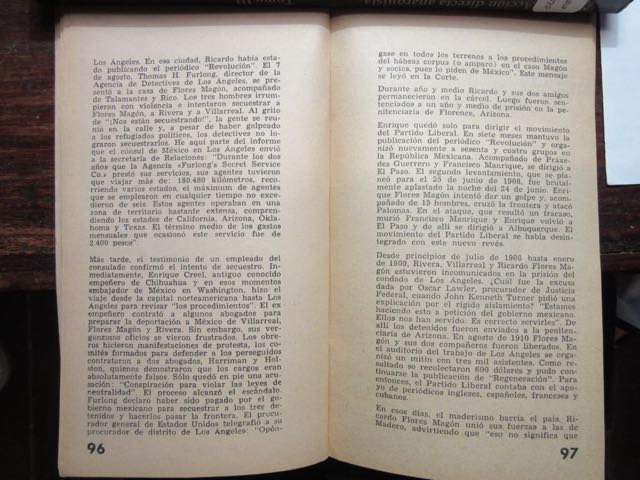 Acción directa anarquista
Los Angeles. En esa ciudad, Ricardo había esta-
do publicando el periódico "Revolución". El 7
de agosto, Thomas H. Furlong, director de la
Agencia de Detectives de Los Angeles, se pre-
sentó a la casa de Flores Magón, acompañado
de Talamantes y Rico. Los tres hombres irrum-
pieron con violencia e intentaron secuestrar a
Flores Magón, a Rivera y a Villarreal. Al grito
de "¡Nos están secuestrando!", la gente se reu-
nió en la calle y, a pesar de haber golpeado
a los refugiados políticos, los detectives no lo-
graron secuestrarlos. He aquí parte del informe
que el cónsul de México en Los Angeles envió
a la secretaría de Relaciones: "Durante los dos
años que la Agencia «Furlong's Secret Service
Co.» prestó sus servicios, sus agentes tuvieron
que viajar más de: 180.480 kilómetros, reco-
rriendo varios estados, el máximum de agentes
que se emplearon en cualquier tiempo no exce-
dieron de seis. Estos agentes operaban en una
zona de territorio bastante extensa, compren-
diendo los estados de California, Arizona, Okla-
homa y Texas. El término medio de los gastos
mensuales que ocasionó este servicio fue de
2.400 pesos".
Más tarde, el testimonio de un empleado del
consulado confirmó el intento de secuestro. In-
mediatamente, Enrique Creel, antiguo conocido
empeñero de Chihuahua y en esos momentos
embajador de México en Washington, hizo el
viaje desde la capital norteamericana hasta Los
Angeles para revisar "los procedimientos". El ex
empeñero contrató a algunos abogados para
preparar la deportación a México de Villarreal,
Flores Magón y Rivera. Sin embargo, sus ver-
gonzosos oficios se vieron frustrados. Los obre-
ros hicieron manifestaciones de protesta, los co-
mités formados para defender a los perseguidos
contrataron a dos abogados, Harriman y Hols-
ton, quienes demostraron que los cargos eran
absolutamente falsos. Sólo quedó en pie una acu-
sación: "Conspiración para violar las leyes de
neutralidad". El proceso alcanzó el escándalo.
Furlong declaró haber sido pagado por el go-
bierno mexicano para secuestrar a los tres de-
tenidos y hacerlos pasar la frontera. El procu-
rador general de Estados Unidos telegrafió a su
procurador de distrito de Los Angeles: "Opón-
96
gase en todos los terrenos a los procedimientos
del hábeas corpus (o amparo) en el caso Magón
y socios, pues lo piden de México". Este mensaje
se leyó en la Corte.
Durante año y medio Ricardo y sus dos amigos
permanecieron en la cárcel. Luego fueron sen-
tenciados a un año y medio de prisión en la pe-
nitenciaría de Florence, Arizona.
Enrique quedó solo para dirigir el movimiento
del Partido Liberal. En siete meses mantuvo la
publicación del periódico "Revolución" y orga-
nizó nuevamente a sesenta y cuatro grupos en
la República Mexicana. Acompañado de Práxe-
des Guerrero y Francisco Manrique, se dirigió a
El Paso. El segundo levantamiento, que se pla-
neó para el 25 de junio de 1908, fue brutal-
mente aplastado la noche del 24 de junio. Enri-
que Flores Magón intentó dar un golpe y, acom-
pañado de 15 hombres, cruzó la frontera y atacó
Palomas. En el ataque, que resultó un fracaso,
murió Francisco Manrique y Enrique volvió a
El Paso y de allí se dirigió a Albuquerque. El
movimiento del Partido Liberal se había desin-
tegrado con este nuevo revés.
Desde principios de julio de 1908 hasta enero
de 1909, Rivera, Villarreal y Ricardo Flores Ma-
gón estuvieron incomunicados en la prisión del
condado de Los Angeles. ¿Cuál fue la excusa
dada por Oscar Lawler, procurador de Justicia
Federal, cuando John Kenneth Turner pidió una
explicación por el rígido aislamiento? "Estamos
haciendo esto a petición del gobierno mexicano.
Ellos nos han servido. Es correcto servirles". De
allí los detenidos fueron enviados a la peniten-
ciaría de Arizona. En agosto de 1910 Flores Ma-
gón y sus dos compañeros fueron liberados. En
el auditorio del trabajo de Los Angeles se orga-
nizó un mitin con tres mil asistentes. Como re-
sultado se recolectaron 600 dólares y pudo con-
tinuarse la publicación de "Regeneración". Para
entonces, el Partido Liberal contaba con el apo-
yo de periódicos ingleses, españoles, franceses y
cubanos.
En esos días, el maderismo barría el país. Ri-
cardo Flores Magón unió sus fuerzas a las de
Madero, advirtiendo que "eso no significa que
97